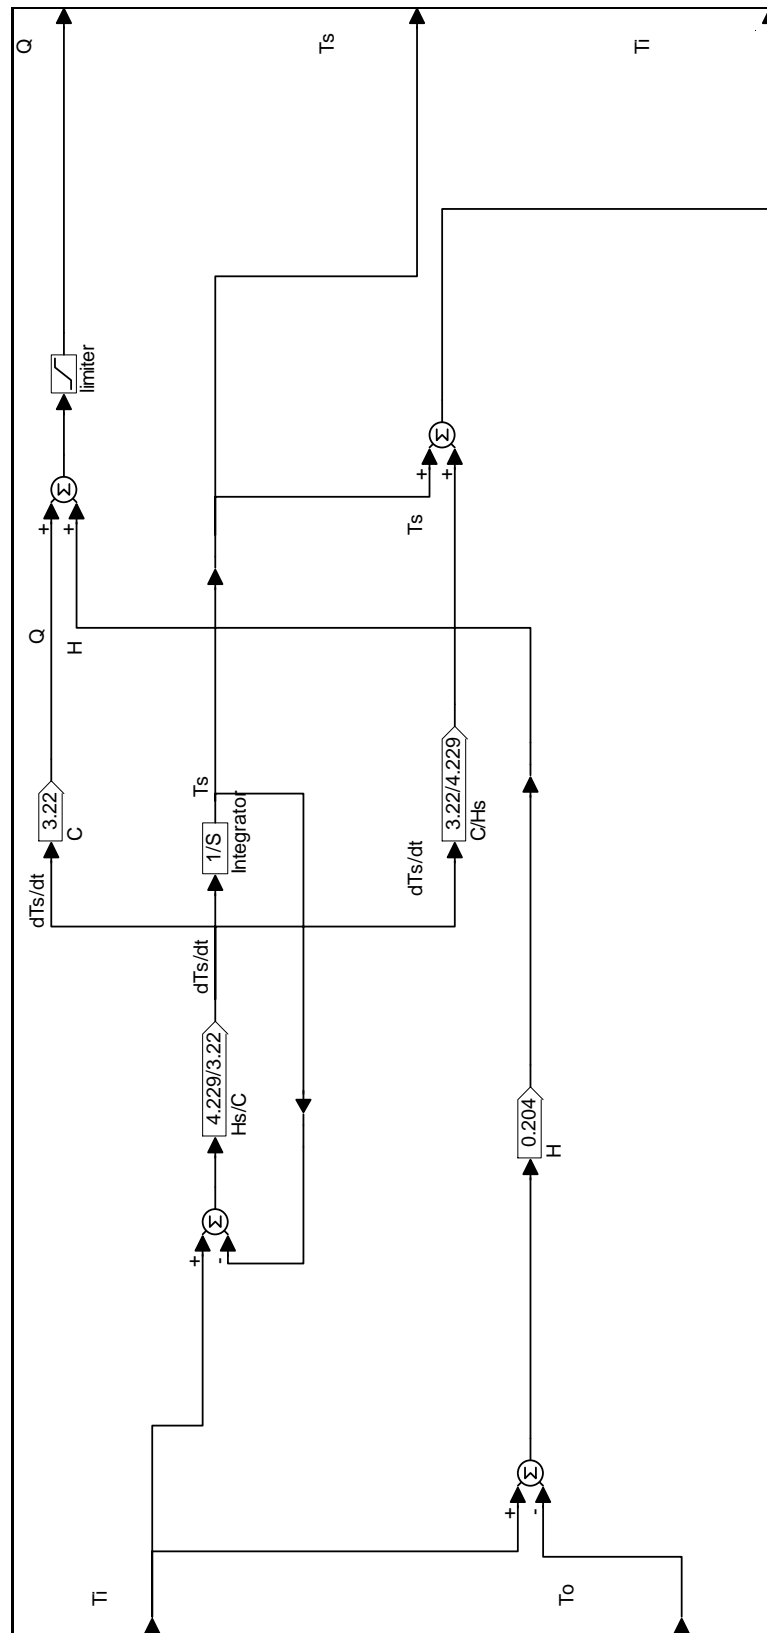 Ti
To
+
-
+
-
0.204
H
4.229/3.22
Hs/C
dTs/dt
dTs/dt
dTs/dt
3.22
C
1/S
Integrator
Ts
3.22/4.229
C/Hs
Q
H
+
+
Σ
Σ
Σ
Σ
Ts
+
+
limiter
Q
Ts
Ti